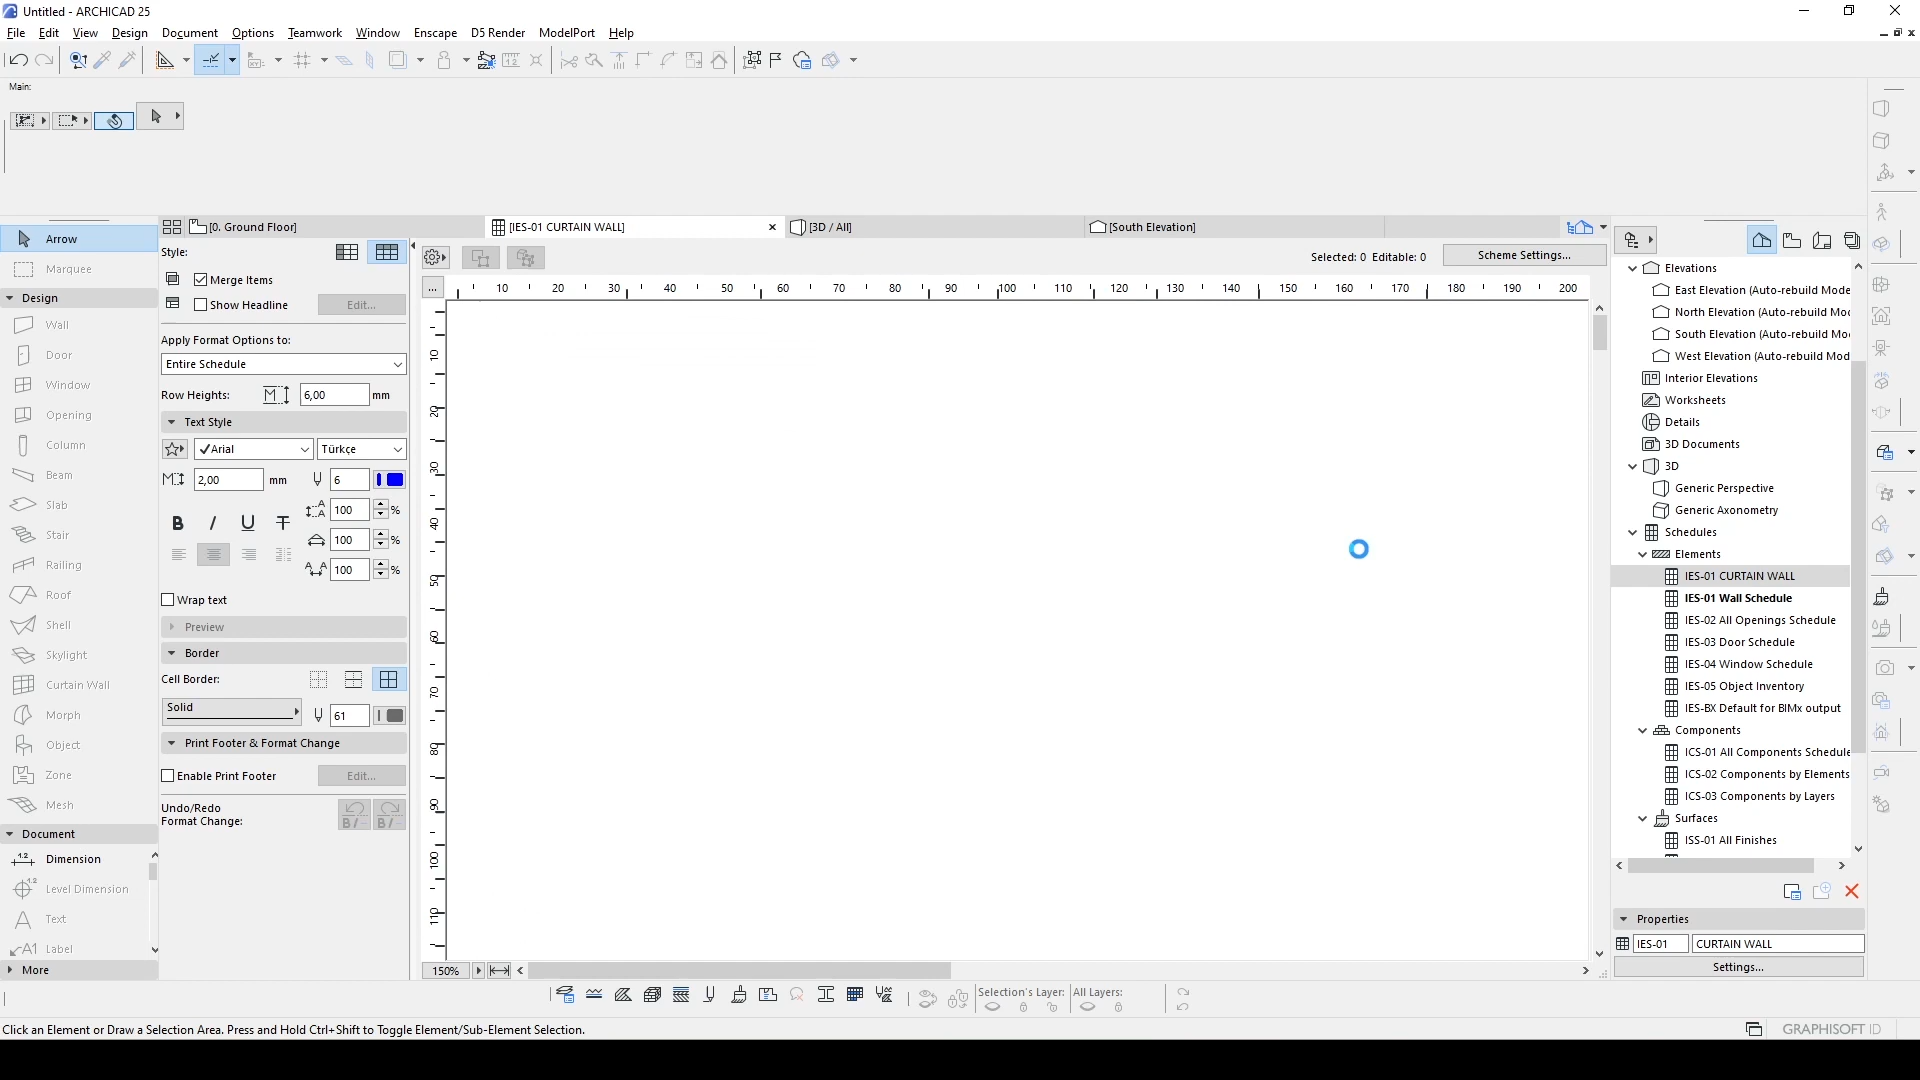 Untitled - ARCHICAD 25
File Edit View Design Document Options Teamwork Window Enscape D5 Render ModelPort Help
Main:
[0. Ground Floor] [IES-01 CURTAIN WALL] [3D / All] [South Elevation]
Arrow
Marquee
Design
Wall
Door
Window
Opening
Column
Beam
Slab
Stair
Railing
Roof
Shell
Skylight
Curtain Wall
Morph
Object
Zone
Mesh
Document
Dimension
Level Dimension
Text
Label
More
Style:
Merge Items
Show Headline Edit...
Apply Format Options to:
Entire Schedule
Row Heights: 6,00 mm
Text Style
Arial Türkçe
2,00 mm 6
100 %
100 %
100 %
Wrap text
Preview
Border
Cell Border:
Solid 61
Print Footer & Format Change
Enable Print Footer Edit...
Undo/Redo
Format Change:
Selected: 0 Editable: 0 Scheme Settings...
10 20 30 40 50 60 70 80 90 100 110 120 130 140 150 160 170 180 190 200
10
20
30
40
50
60
70
80
90
100
110
150%
Elevations
East Elevation (Auto-rebuild Mode
North Elevation (Auto-rebuild Mo
South Elevation (Auto-rebuild Mo
West Elevation (Auto-rebuild Mod
Interior Elevations
Worksheets
Details
3D Documents
3D
Generic Perspective
Generic Axonometry
Schedules
Elements
IES-01 CURTAIN WALL
IES-01 Wall Schedule
IES-02 All Openings Schedule
IES-03 Door Schedule
IES-04 Window Schedule
IES-05 Object Inventory
IES-BX Default for BIMx output
Components
ICS-01 All Components Schedule
ICS-02 Components by Elements
ICS-03 Components by Layers
Surfaces
ISS-01 All Finishes
Properties
IES-01 CURTAIN WALL
Settings...
Selection's Layer: All Layers:
Click an Element or Draw a Selection Area. Press and Hold Ctrl+Shift to Toggle Element/Sub-Element Selection.
GRAPHISOFT ID